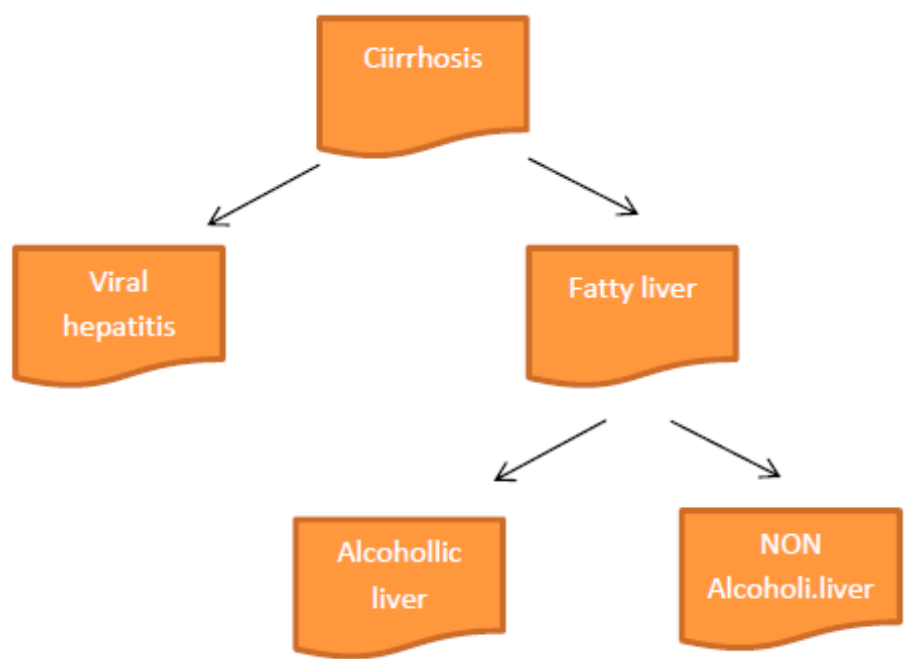 Ciirrhosis
Viral
hepatitis
Fatty liver
Alcohollic
liver
NON
Alcoholi.liver